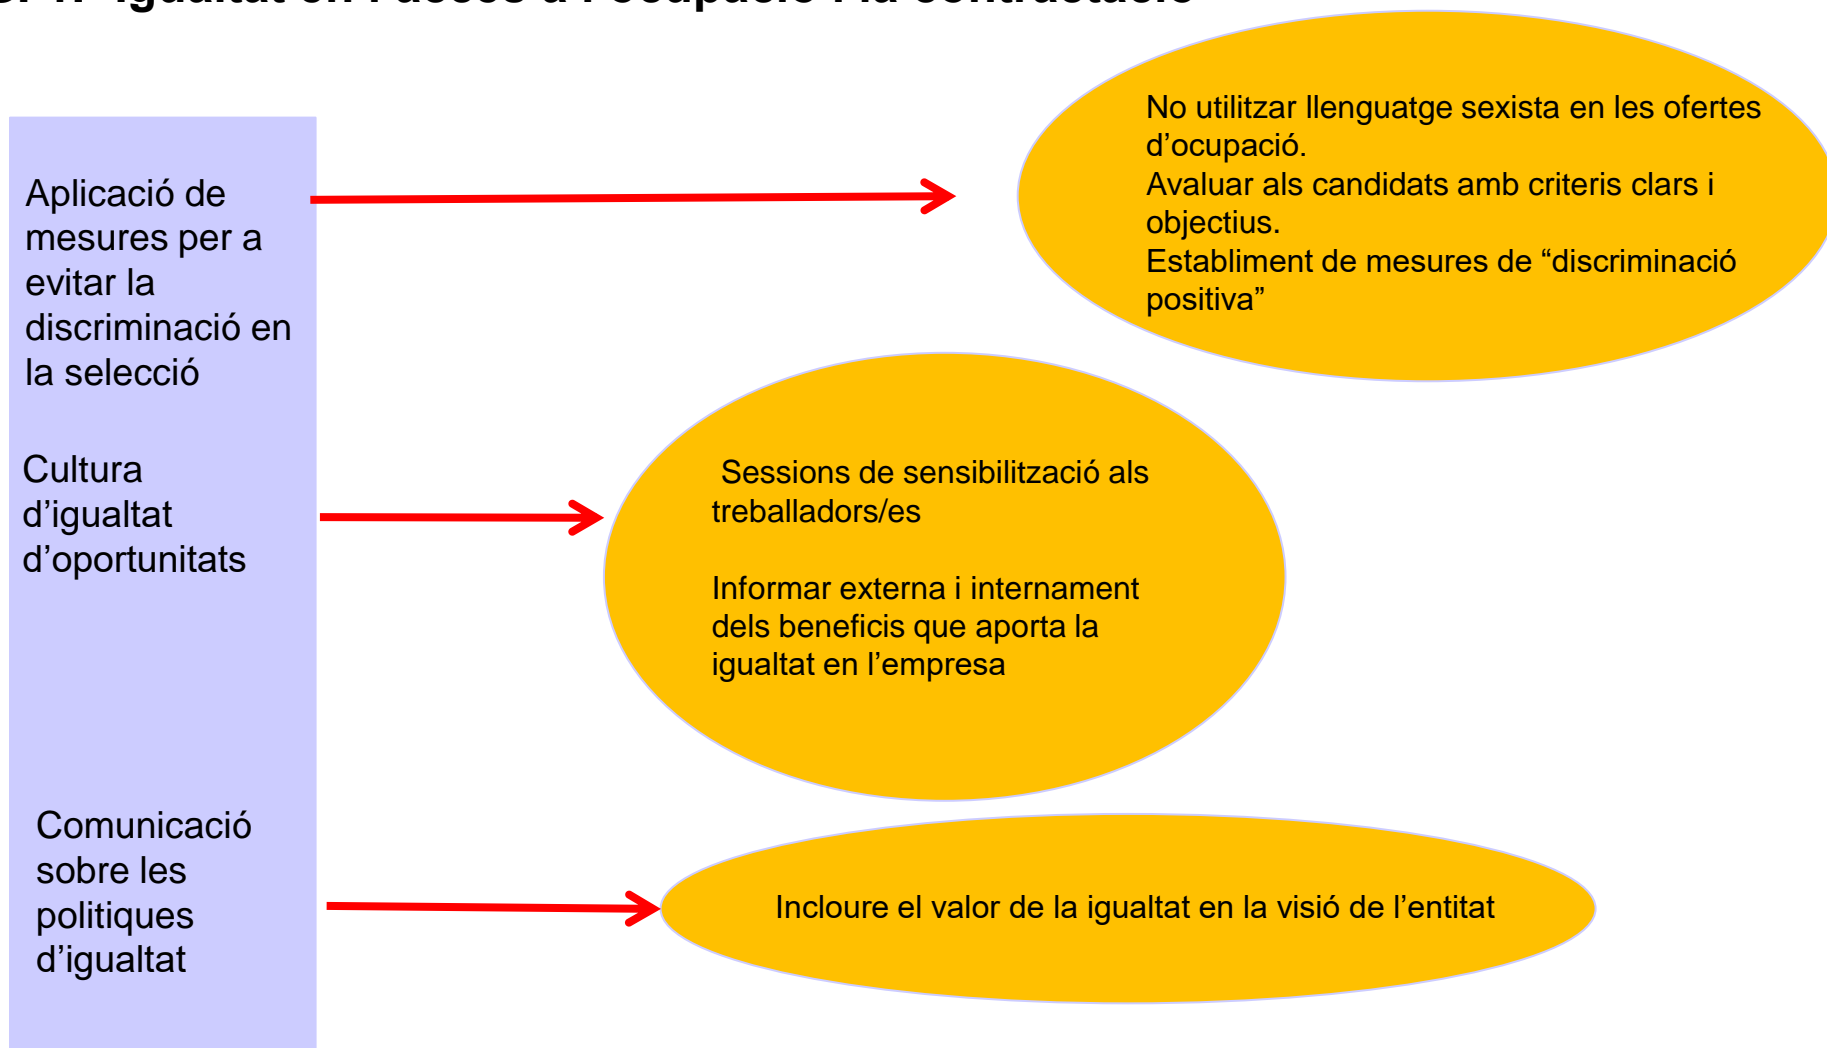 Aplicació de
mesures per a
evitar la
discriminació en
la selecció
No utilitzar llenguatge sexista en les ofertes
d’ocupació.
Avaluar als candidats amb criteris clars i
objectius.
Establiment de mesures de “discriminació
positiva”
Cultura
d’igualtat
d’oportunitats
Sessions de sensibilització als
treballadors/es
Informar externa i internament
dels beneficis que aporta la
igualtat en l’empresa
Comunicació
sobre les
politiques
d’igualtat
Incloure el valor de la igualtat en la visió de l’entitat